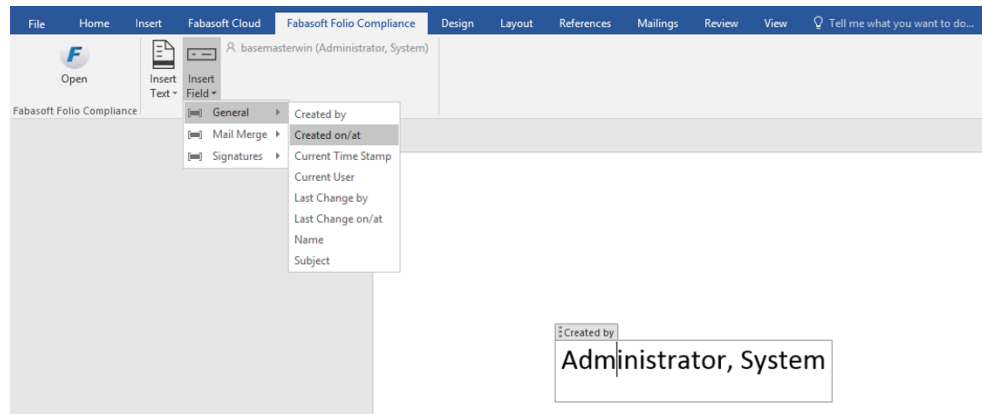 File Home Insert Fabasoft Cloud Fabasoft Folio Compliance Design Layout References Mailings Review View Tell me what you want to do...
F
Open
Insert Text
Insert Field
basemasterwin (Administrator, System)
Fabasoft Folio Compliance
General
Mail Merge
Signatures
Created by
Created on/at
Current Time Stamp
Current User
Last Change by
Last Change on/at
Name
Subject
Created by
Administrator, System